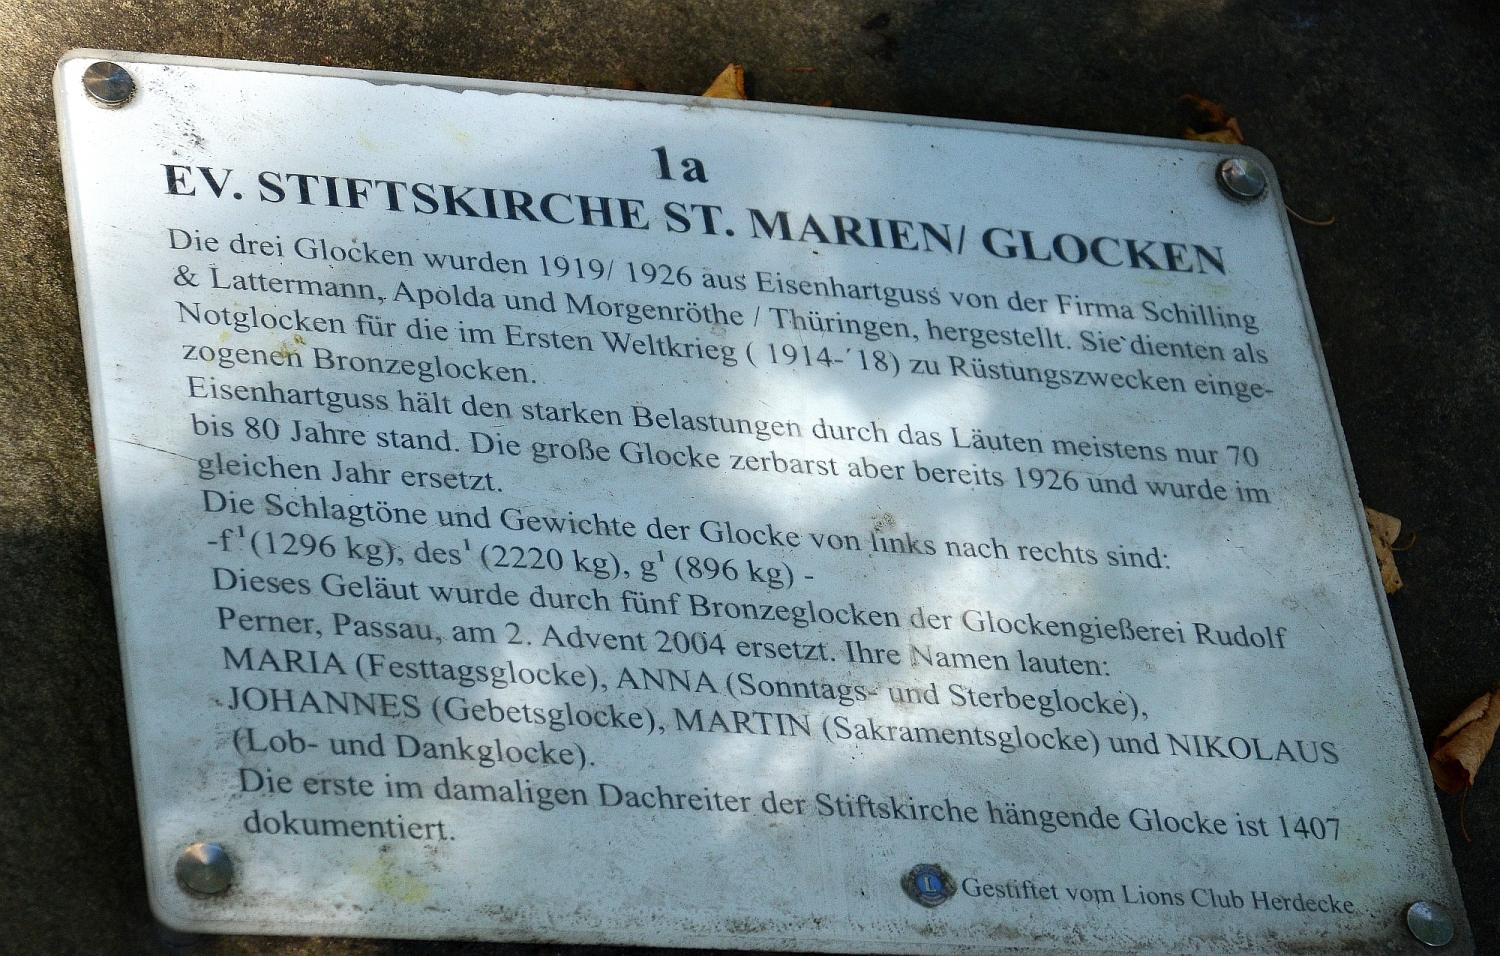 1a
EV. STIFTSKIRCHE ST. MARIEN/ GLOCKEN
Die drei Glocken wurden 1919/ 1926 aus Eisenhartguss von der Firma Schilling
& Lattermann, Apolda und Morgenröthe / Thüringen, hergestellt. Sie dienten als
Notglocken für die im Ersten Weltkrieg ( 1914-´18) zu Rüstungszwecken einge-
zogenen Bronzeglocken.
Eisenhartguss hält den starken Belastungen durch das Läuten meistens nur 70
bis 80 Jahre stand. Die große Glocke zerbarst aber bereits 1926 und wurde im
gleichen Jahr ersetzt.
Die Schlagtöne und Gewichte der Glocke von links nach rechts sind:
-f¹(1296 kg), des¹ (2220 kg), g¹ (896 kg) -
Dieses Geläut wurde durch fünf Bronzeglocken der Glockengießerei Rudolf
Perner, Passau, am 2. Advent 2004 ersetzt. Ihre Namen lauten:
MARIA (Festtagsglocke), ANNA (Sonntags- und Sterbeglocke),
JOHANNES (Gebetsglocke), MARTIN (Sakramentsglocke) und NIKOLAUS
(Lob- und Dankglocke).
Die erste im damaligen Dachreiter der Stiftskirche hängende Glocke ist 1407
dokumentiert.
L Gestiftet vom Lions Club Herdecke